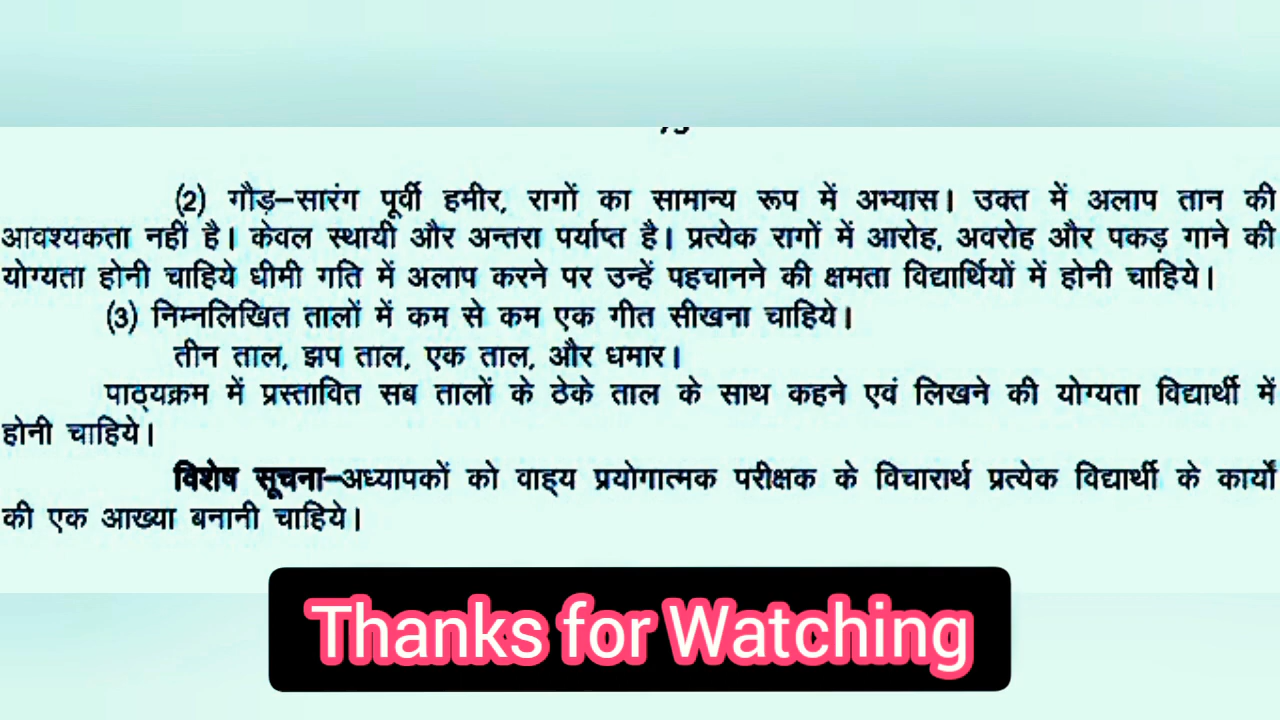 (2) गौड़–सारंग पूर्वी हमीर, रागों का सामान्य रूप में अभ्यास। उक्त में अलाप तान की
आवश्यकता नहीं है। केवल स्थायी और अन्तरा पर्याप्त है। प्रत्येक रागों में आरोह, अवरोह और पकड़ गाने की
योग्यता होनी चाहिये धीमी गति में अलाप करने पर उन्हें पहचानने की क्षमता विद्यार्थियों में होनी चाहिये।
(3) निम्नलिखित तालों में कम से कम एक गीत सीखना चाहिये।
तीन ताल, झप ताल, एक ताल, और धमार।
पाठ्यक्रम में प्रस्तावित सब तालों के ठेके ताल के साथ कहने एवं लिखने की योग्यता विद्यार्थी में
होनी चाहिये।
विशेष सूचना–अध्यापकों को वाह्य प्रयोगात्मक परीक्षक के विचारार्थ प्रत्येक विद्यार्थी के कार्यों
की एक आख्या बनानी चाहिये।
Thanks for Watching